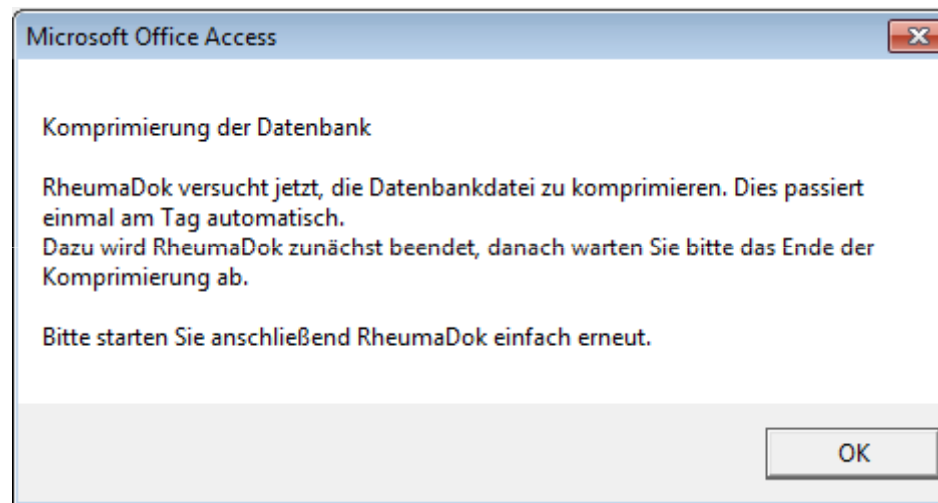 Microsoft Office Access
Komprimierung der Datenbank
RheumaDok versucht jetzt, die Datenbankdatei zu komprimieren. Dies passiert
einmal am Tag automatisch.
Dazu wird RheumaDok zunächst beendet, danach warten Sie bitte das Ende der
Komprimierung ab.
Bitte starten Sie anschließend RheumaDok einfach erneut.
OK